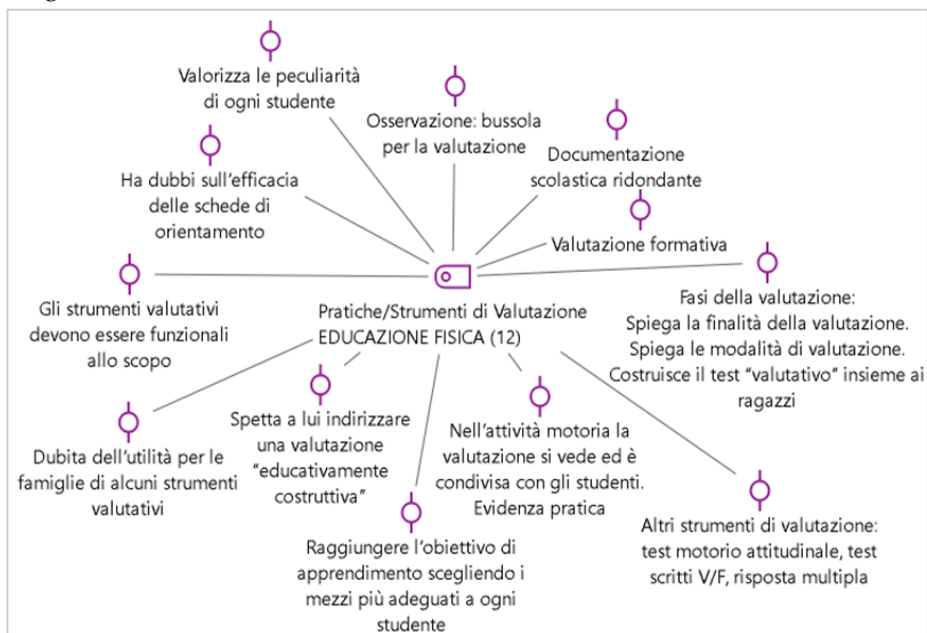 Valorizza le peculiarità
di ogni studente
Osservazione: bussola
per la valutazione
Documentazione
scolastica ridondante
Ha dubbi sull'efficacia
delle schede di
orientamento
Valutazione formativa
Gli strumenti valutativi
devono essere funzionali
allo scopo
Pratiche/Strumenti di Valutazione
EDUCAZIONE FISICA (12)
Fasi della valutazione:
Spiega la finalità della valutazione.
Spiega le modalità di valutazione.
Costruisce il test "valutativo" insieme ai
ragazzi
Dubita dell'utilità per le
famiglie di alcuni strumenti
valutativi
Spetta a lui indirizzare
una valutazione
"educativamente
costruttiva"
Nell'attività motoria la
valutazione si vede ed è
condivisa con gli studenti.
Evidenza pratica
Raggiungere l'obiettivo di
apprendimento scegliendo i
mezzi più adeguati a ogni
studente
Altri strumenti di valutazione:
test motorio attitudinale, test
scritti V/F, risposta multipla